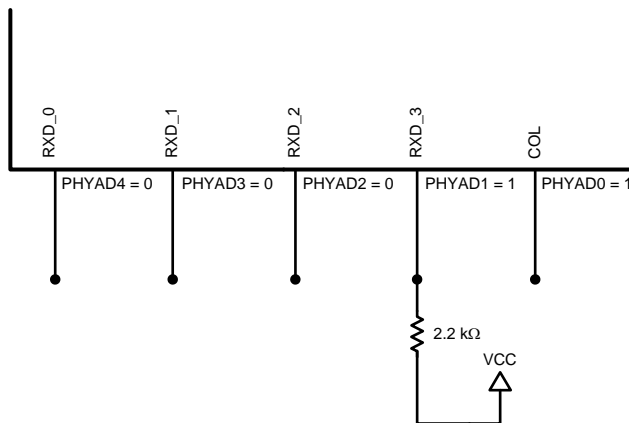 RXD_0
RXD_1
RXD_2
RXD_3
COL
PHYAD4 = 0
PHYAD3 = 0
PHYAD2 = 0
PHYAD1 = 1
PHYAD0 = 1
2.2 kΩ
VCC